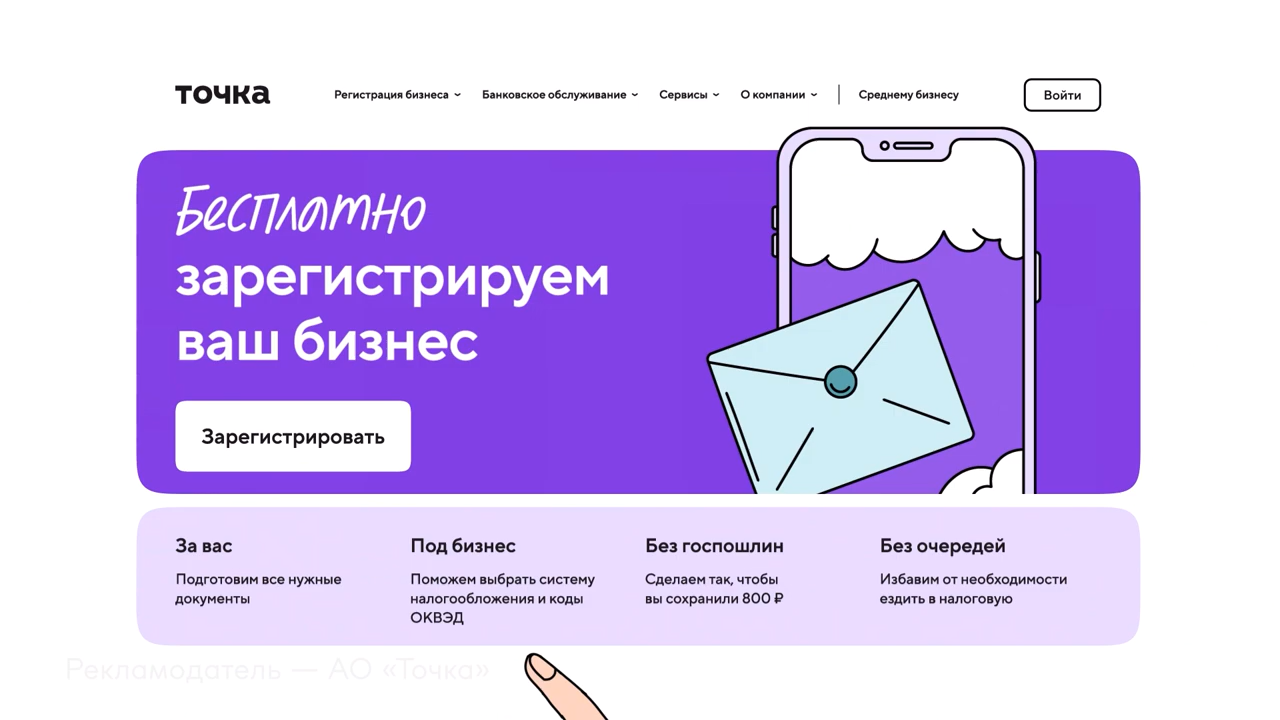 точка
Регистрация бизнеса
Банковское обслуживание
Сервисы
О компании
Среднему бизнесу
Войти
Бесплатно
зарегистрируем
ваш бизнес
Зарегистрировать
За вас
Подготовим все нужные
документы
Под бизнес
Поможем выбрать систему
налогообложения и коды
ОКВЭД
Без госпошлин
Сделаем так, чтобы
вы сохранили 800 ₽
Без очередей
Избавим от необходимости
ездить в налоговую
Рекламодатель — АО «Точка»